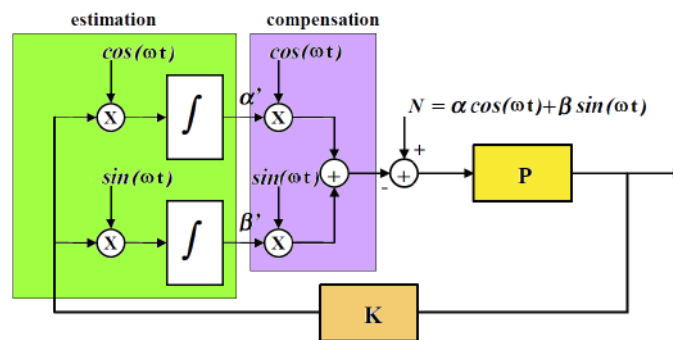 estimation
compensation
cos(ωt)
cos(ωt)
∫
α'
X
X
N = α cos(ωt)+β sin(ωt)
+
sin(ωt)
sin(ωt)
+
-
+
P
∫
β'
X
X
K